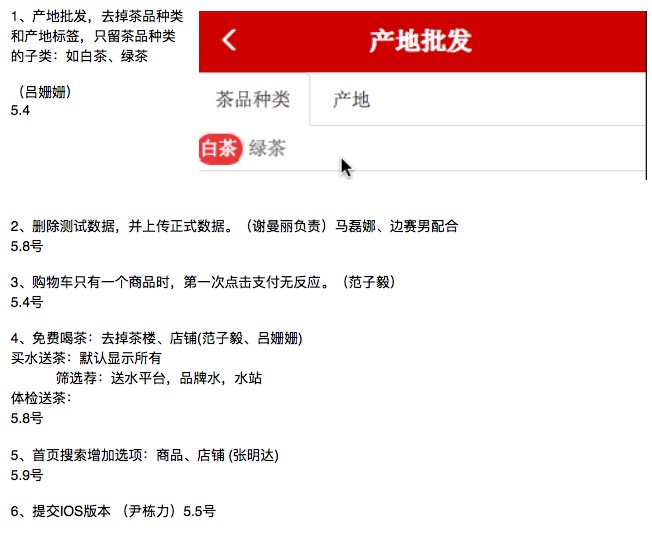 1、产地批发，去掉茶品种类
和产地标签，只留茶品种类
的子类：如白茶、绿茶
（吕姗姗）
5.4
产地批发
茶品种类 产地
白茶 绿茶
2、删除测试数据，并上传正式数据。（谢曼丽负责）马磊娜、边赛男配合
5.8号
3、购物车只有一个商品时，第一次点击支付无反应。（范子毅）
5.4号
4、免费喝茶：去掉茶楼、店铺(范子毅、吕姗姗)
买水送茶：默认显示所有
筛选荐：送水平台，品牌水，水站
体检送茶：
5.8号
5、首页搜索增加选项：商品、店铺 (张明达)
5.9号
6、提交IOS版本 （尹栋力）5.5号